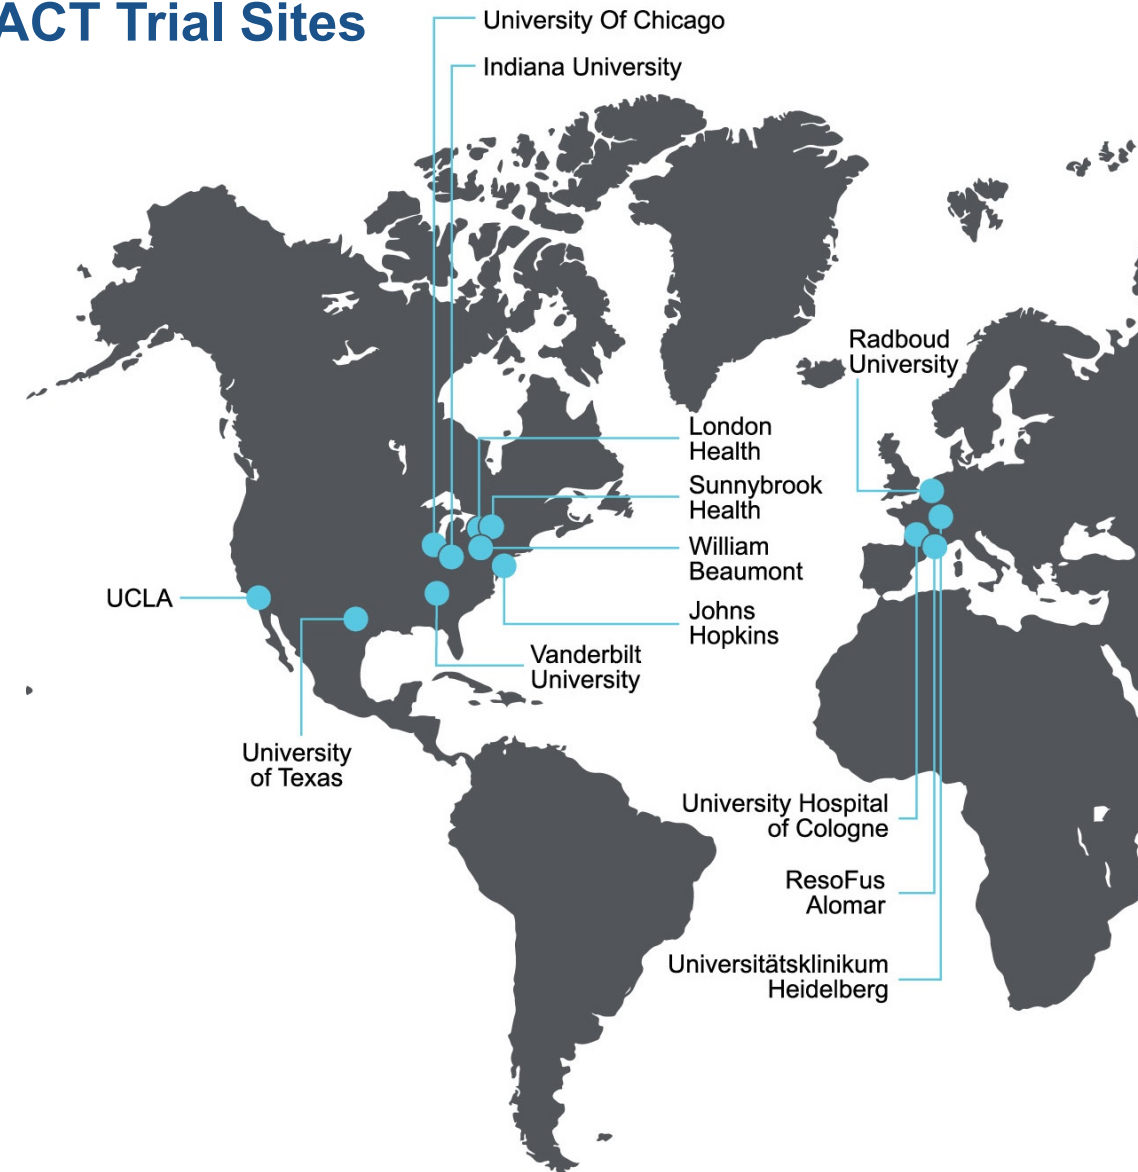 ACT Trial Sites
University Of Chicago
Indiana University
Radboud
University
London
Health
Sunnybrook
Health
William
Beaumont
UCLA
Johns
Hopkins
Vanderbilt
University
University
of Texas
University Hospital
of Cologne
ResoFus
Alomar
Universitätsklinikum
Heidelberg